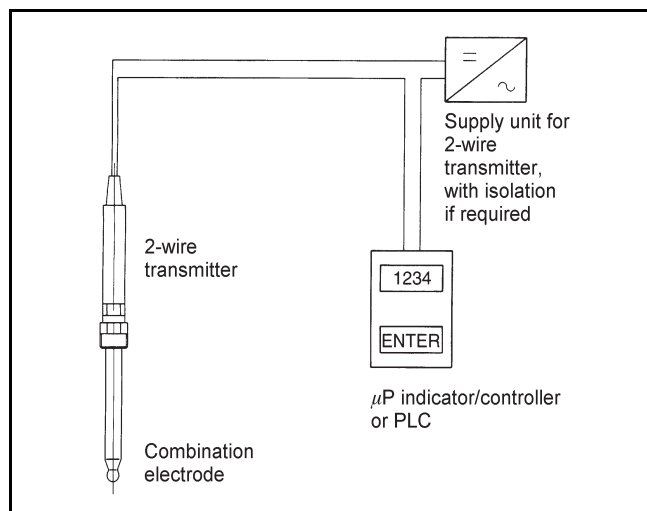 Supply unit for
2-wire
transmitter,
with isolation
if required
2-wire
transmitter
1234
ENTER
µP indicator/controller
or PLC
Combination
electrode